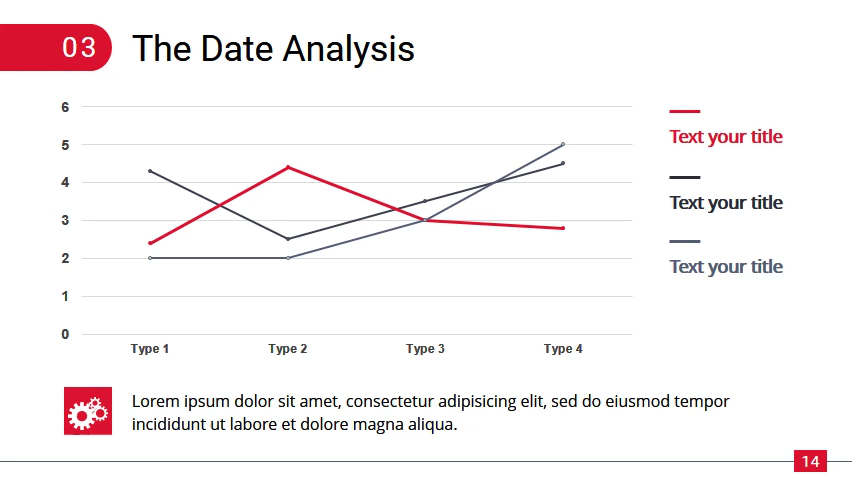 03
The Date Analysis
6
5
4
3
2
1
0
Type 1 Type 2 Type 3 Type 4
Text your title
Text your title
Text your title
Lorem ipsum dolor sit amet, consectetur adipisicing elit, sed do eiusmod tempor
incididunt ut labore et dolore magna aliqua.
14